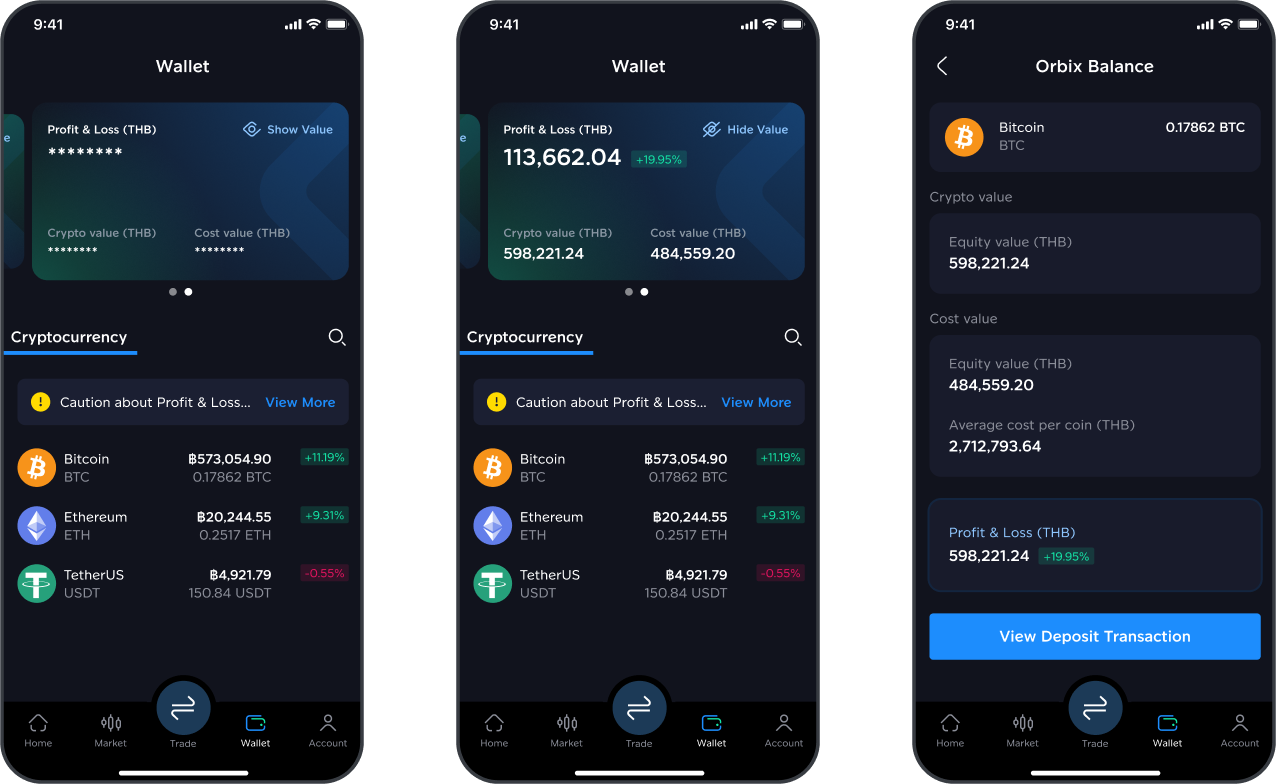 9:41
Wallet
e
Profit & Loss (THB)
Show Value
********
Crypto value (THB)
Cost value (THB)
********
********
Cryptocurrency
! Caution about Profit & Loss... View More
Bitcoin ฿573,054.90 +11.19%
BTC 0.17862 BTC
Ethereum ฿20,244.55 +9.31%
ETH 0.2517 ETH
TetherUS ฿4,921.79 -0.55%
USDT 150.84 USDT
Home Market Trade Wallet Account
9:41
Wallet
e
Profit & Loss (THB)
Hide Value
113,662.04 +19.95%
Crypto value (THB)
Cost value (THB)
598,221.24
484,559.20
Cryptocurrency
! Caution about Profit & Loss... View More
Bitcoin ฿573,054.90 +11.19%
BTC 0.17862 BTC
Ethereum ฿20,244.55 +9.31%
ETH 0.2517 ETH
TetherUS ฿4,921.79 -0.55%
USDT 150.84 USDT
Home Market Trade Wallet Account
9:41
Orbix Balance
Bitcoin 0.17862 BTC
BTC
Crypto value
Equity value (THB)
598,221.24
Cost value
Equity value (THB)
484,559.20
Average cost per coin (THB)
2,712,793.64
Profit & Loss (THB)
598,221.24 +19.95%
View Deposit Transaction
Home Market Trade Wallet Account